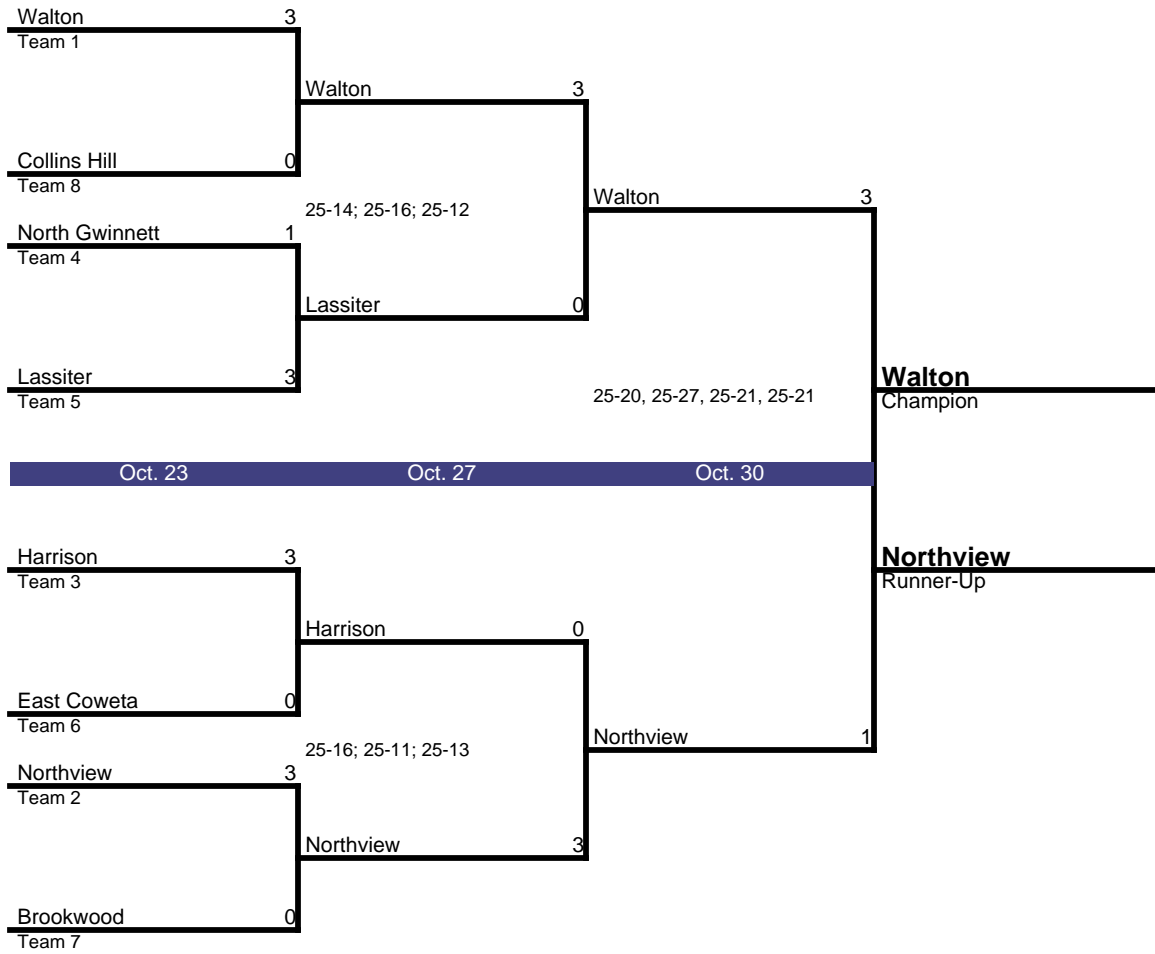 Walton 3
Team 1
Walton 3
Collins Hill 0
Team 8
Walton 3
25-14; 25-16; 25-12
North Gwinnett 1
Team 4
Lassiter 0
Lassiter 3
Team 5
Walton
25-20, 25-27, 25-21, 25-21
Champion
Oct. 23 Oct. 27 Oct. 30
Harrison 3
Team 3
Northview
Runner-Up
Harrison 0
East Coweta 0
Team 6
Northview 1
25-16; 25-11; 25-13
Northview 3
Team 2
Northview 3
Brookwood 0
Team 7